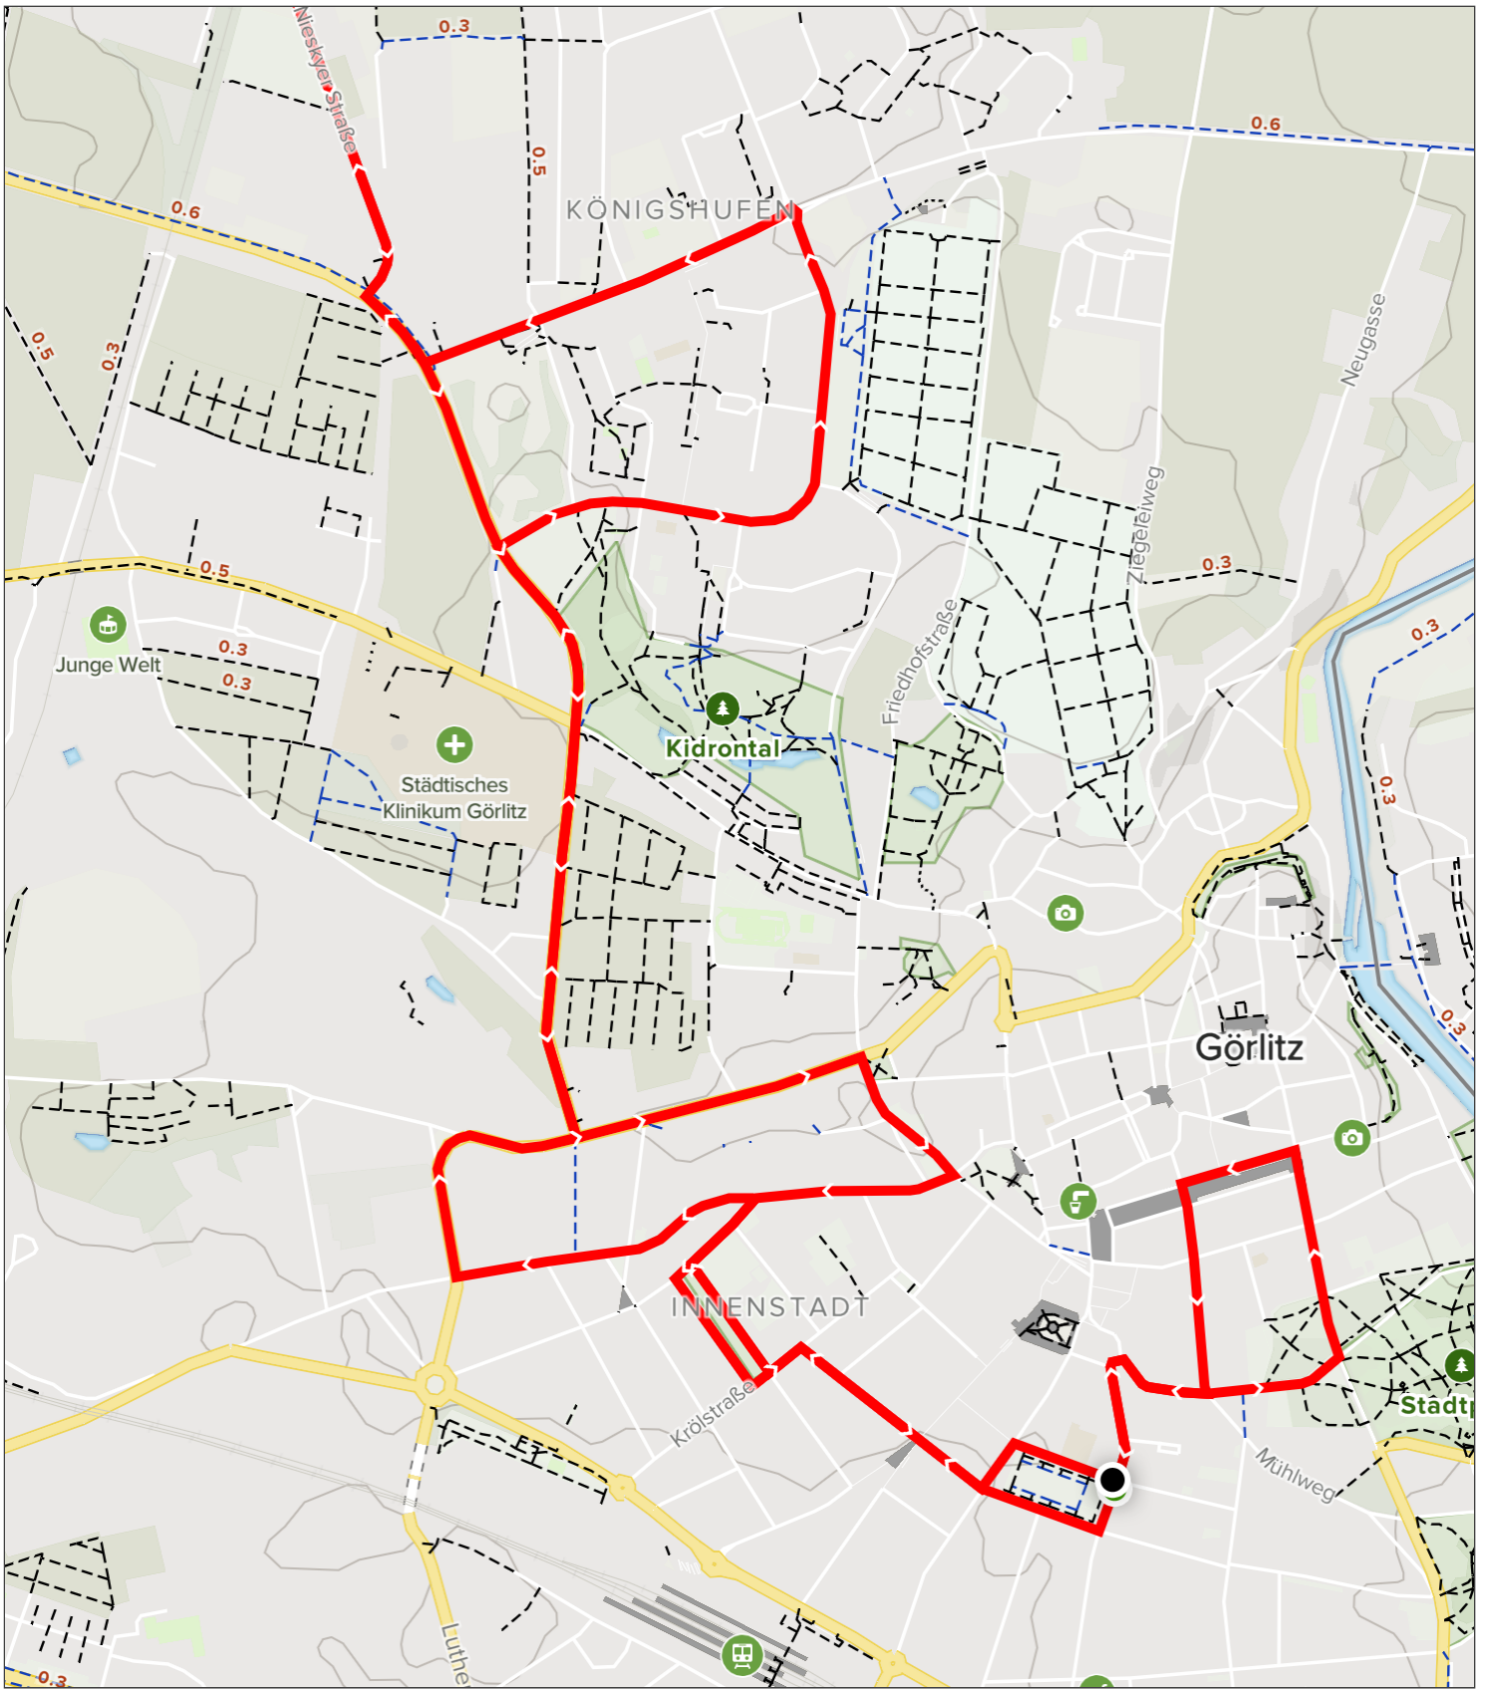 0.3
Nieskyer Straße
0.5
0.6
KÖNIGSHUFEN
0.6
0.5
0.3
Neugasse
Ziegeleiweg
0.5
0.3
Friedhofstraße
0.3
Junge Welt
0.3
0.3
Kidrontal
Städtisches
Klinikum Görlitz
0.3
0.3
Görlitz
INNENSTADT
Krölstraße
Stadtp
Mühlweg
Luthe
0.3